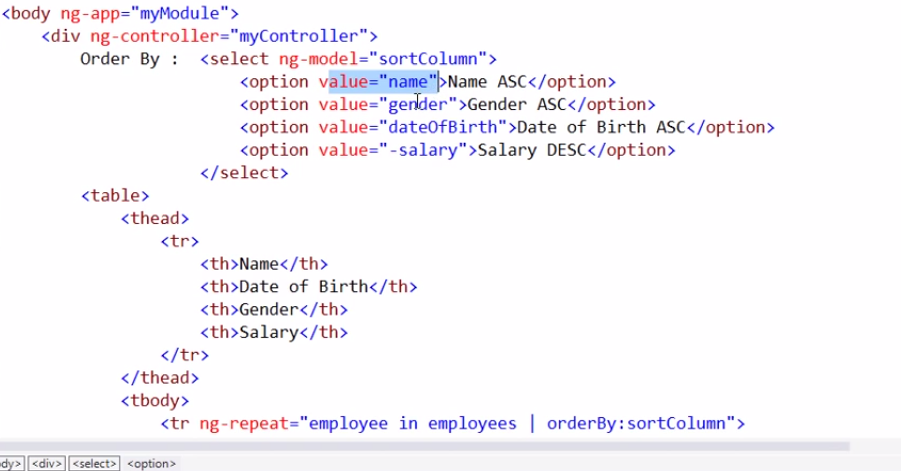 <body ng-app="myModule">
<div ng-controller="myController">
Order By : <select ng-model="sortColumn">
<option value="name">Name ASC</option>
<option value="gender">Gender ASC</option>
<option value="dateOfBirth">Date of Birth ASC</option>
<option value="-salary">Salary DESC</option>
</select>
<table>
<thead>
<tr>
<th>Name</th>
<th>Date of Birth</th>
<th>Gender</th>
<th>Salary</th>
</tr>
</thead>
<tbody>
<tr ng-repeat="employee in employees | orderBy:sortColumn">
dy> <div> <select> <option>